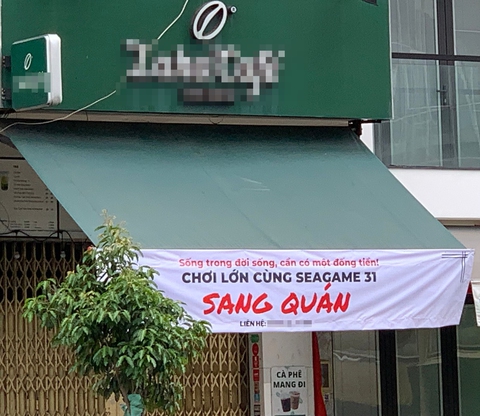 Sống trong đời sống, cần có một đồng tiền!
CHƠI LỚN CÙNG SEAGAME 31
SANG QUÁN
LIÊN HỆ:
CÀ PHÊ
MANG ĐI